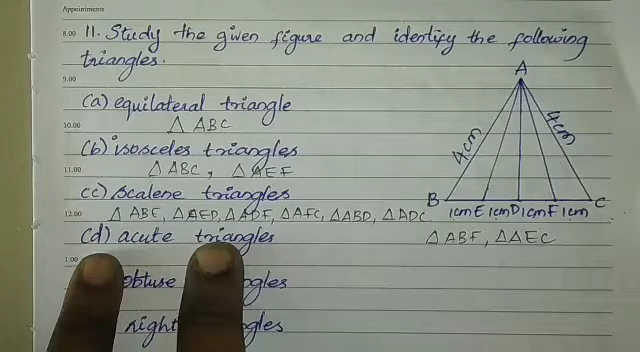 Appointments
8.00 11. Study the given figure and identify the following
triangles.
9.00
(a) equilateral triangle
10.00 Δ ABC
(b) isosceles triangles
11.00 Δ ABC, Δ AEF
(c) scalene triangles
12.00 Δ ABE, Δ AED, Δ ADF, Δ AFC, Δ ABD, Δ ADC
Δ ABF, Δ AEC
(d) acute triangles
1.00
obtuse gles
right gles
A
4cm 4cm
B C
1cm E 1cm D 1cm F 1cm